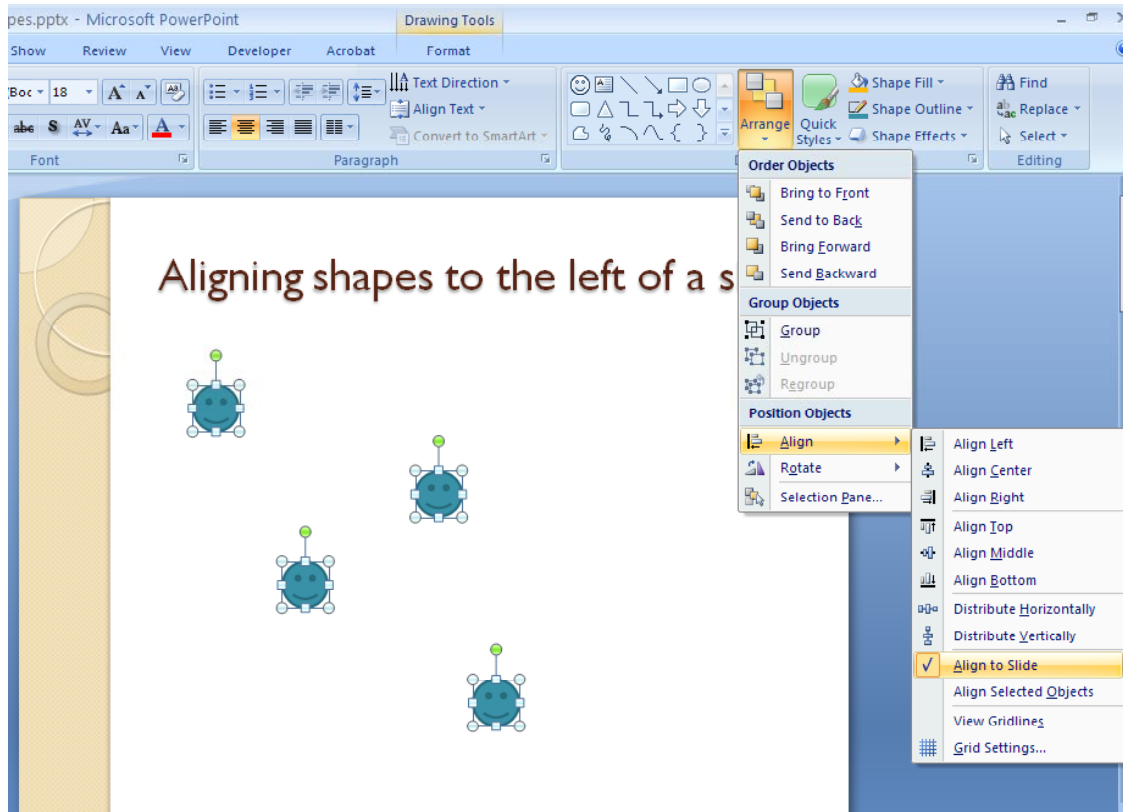 pes.pptx - Microsoft PowerPoint
Drawing Tools
Show Review View Developer Acrobat Format
(Boc 18 A A
Text Direction
Align Text
Convert to SmartArt
abe S AV Aa A
Font
Paragraph
Arrange
Quick
Styles
Shape Fill
Shape Outline
Shape Effects
Find
Replace
Select
Editing
D
Order Objects
Bring to Front
Send to Back
Bring Forward
Send Backward
Group Objects
Group
Ungroup
Regroup
Position Objects
Align
Rotate
Selection Pane...
Align Left
Align Center
Align Right
Align Top
Align Middle
Align Bottom
Distribute Horizontally
Distribute Vertically
Align to Slide
Align Selected Objects
View Gridlines
Grid Settings...
Aligning shapes to the left of a s